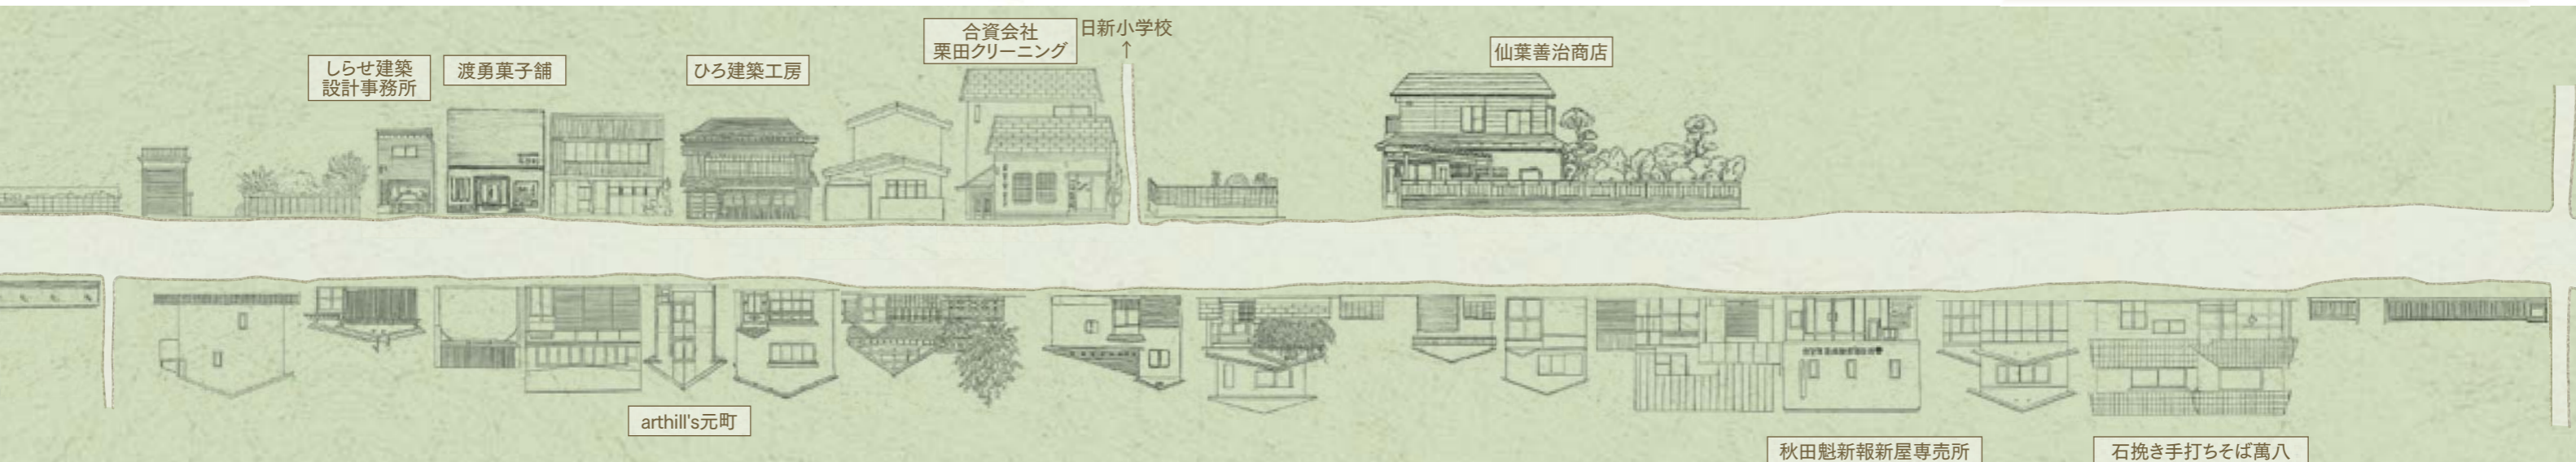 しらせ建築
設計事務所
渡勇菓子舗
ひろ建築工房
合資会社
栗田クリーニング
日新小学校
↑
仙葉善治商店
arthill's元町
秋田魁新報新屋専売所
石挽き手打ちそば萬八